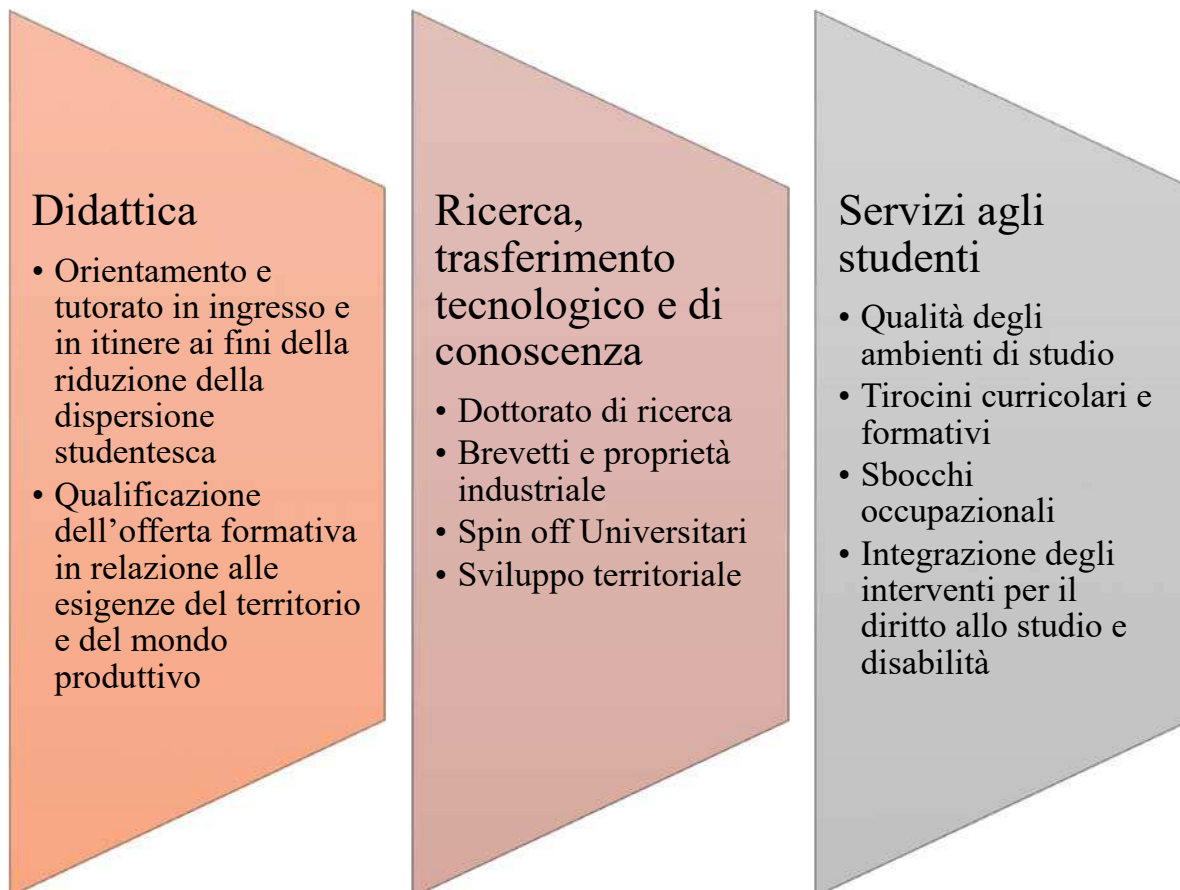 Didattica
• Orientamento e
tutorato in ingresso e
in itinere ai fini della
riduzione della
dispersione
studentesca
• Qualificazione
dell’offerta formativa
in relazione alle
esigenze del territorio
e del mondo
produttivo
Ricerca,
trasferimento
tecnologico e di
conoscenza
• Dottorato di ricerca
• Brevetti e proprietà
industriale
• Spin off Universitari
• Sviluppo territoriale
Servizi agli
studenti
• Qualità degli
ambienti di studio
• Tirocini curricolari e
formativi
• Sbocchi
occupazionali
• Integrazione degli
interventi per il
diritto allo studio e
disabilità